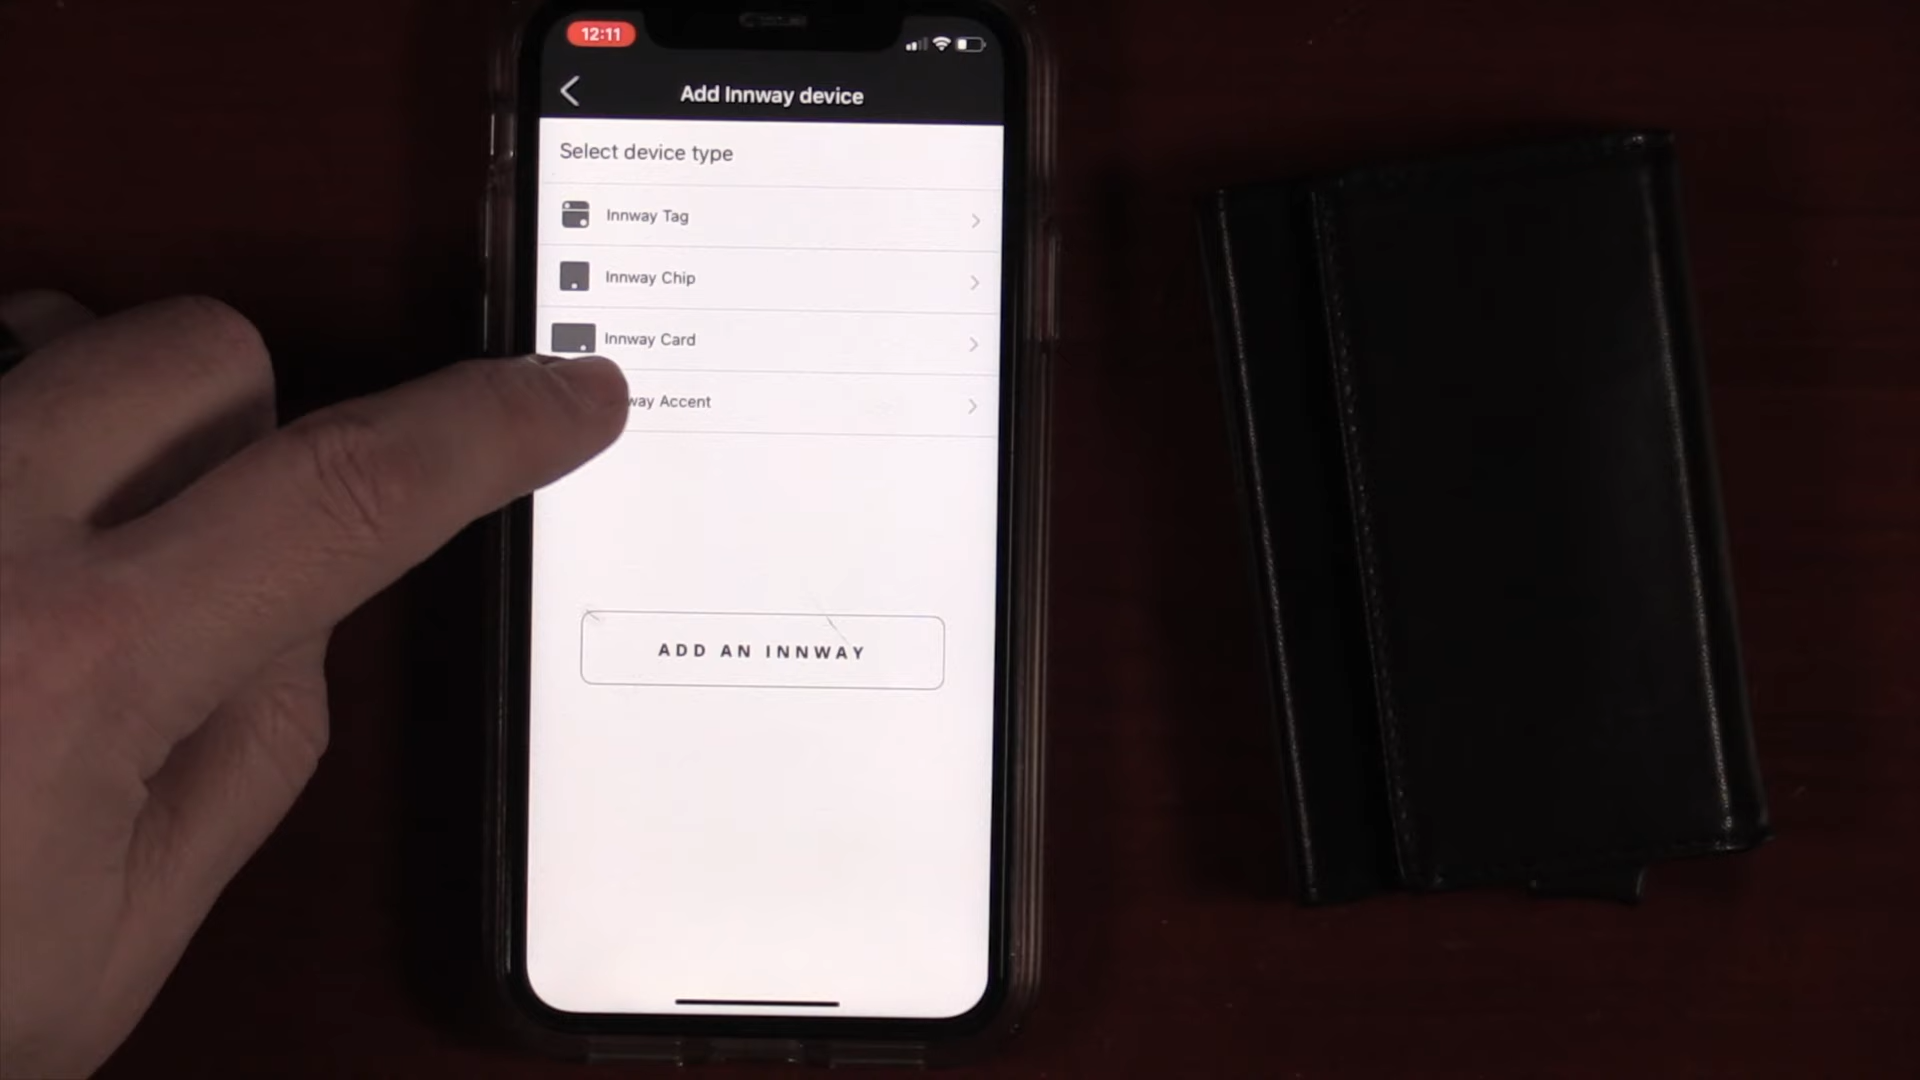 12:11
Add Innway device
Select device type
Innway Tag
Innway Chip
Innway Card
way Accent
ADD AN INNWAY